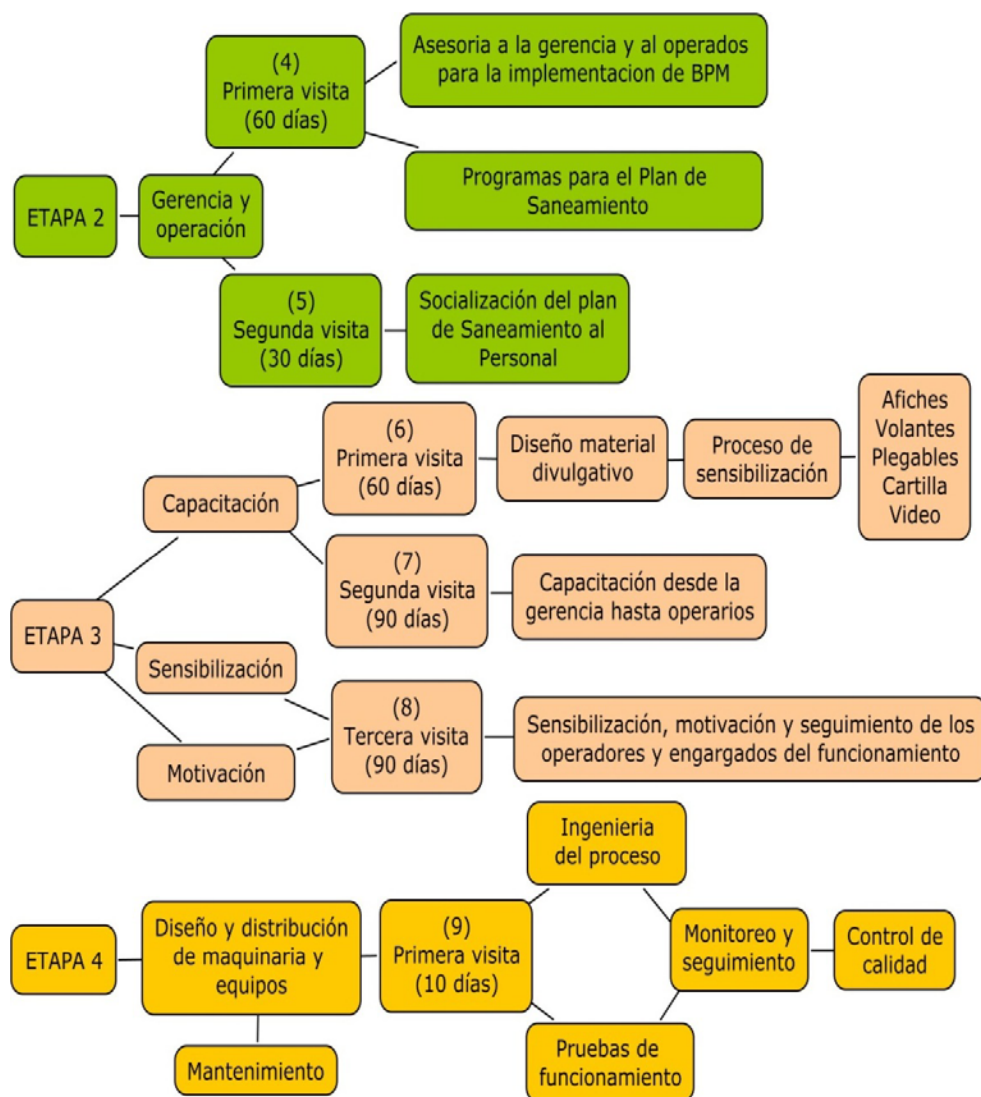 ETAPA 2
Gerencia y
operación
(4)
Primera visita
(60 días)
Asesoria a la gerencia y al operados
para la implementacion de BPM
Programas para el Plan de
Saneamiento
(5)
Segunda visita
(30 días)
Socialización del plan
de Saneamiento al
Personal
ETAPA 3
Capacitación
(6)
Primera visita
(60 días)
Diseño material
divulgativo
Proceso de
sensibilización
Afiches
Volantes
Plegables
Cartilla
Video
(7)
Segunda visita
(90 días)
Capacitación desde la
gerencia hasta operarios
Sensibilización
Motivación
(8)
Tercera visita
(90 días)
Sensibilización, motivación y seguimiento de los
operadores y engargados del funcionamiento
ETAPA 4
Diseño y distribución
de maquinaria y
equipos
Mantenimiento
(9)
Primera visita
(10 días)
Ingenieria
del proceso
Pruebas de
funcionamiento
Monitoreo y
seguimiento
Control de
calidad